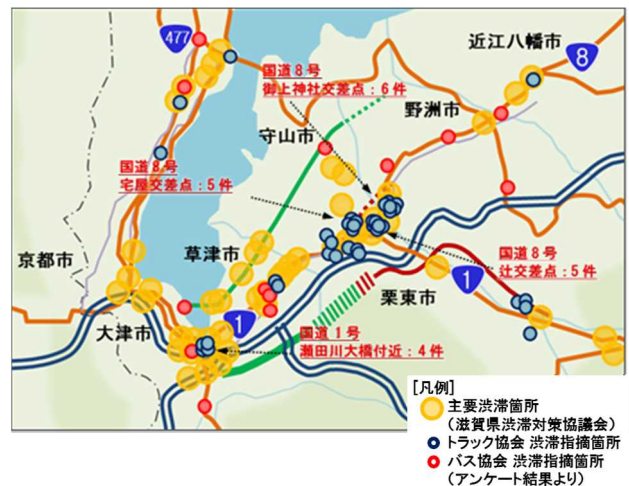 477
近江八幡市
8
国道8号
御上神社交差点：6件
野洲市
守山市
国道8号
宅屋交差点：5件
京都市
草津市
国道8号
辻交差点：5件
1
栗東市
大津市
1
国道1号
瀬田川大橋付近：4件
[凡例]
主要渋滞箇所
（滋賀県渋滞対策協議会）
トラック協会 渋滞指摘箇所
バス協会 渋滞指摘箇所
（アンケート結果より）